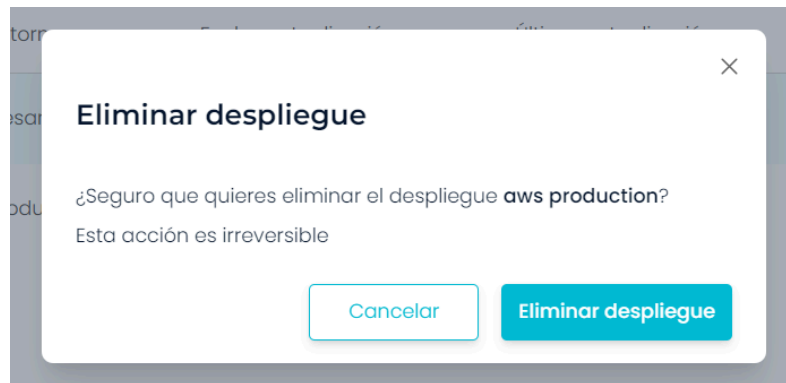 Eliminar despliegue
¿Seguro que quieres eliminar el despliegue aws production?
Esta acción es irreversible
Cancelar
Eliminar despliegue